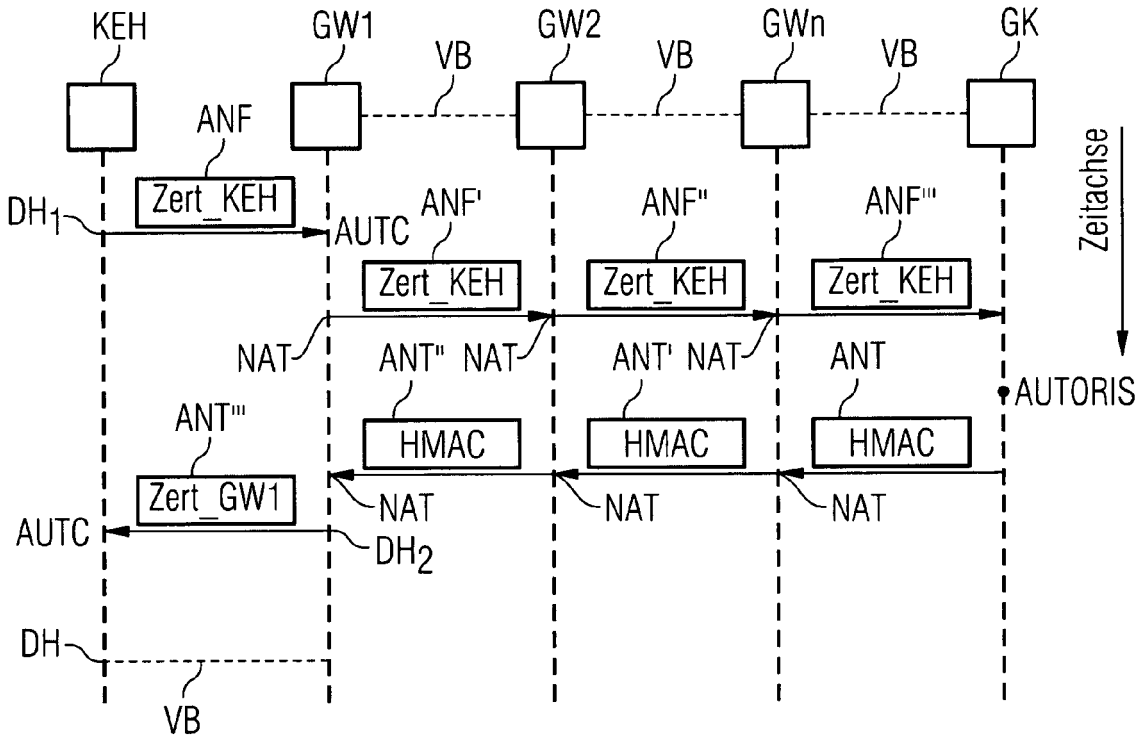 KEH GW1 GW2 GWn GK
VB VB VB
ANF
Zert_KEH
DH1 AUTC
Zeitachse
ANF' ANF" ANF'"
Zert_KEH Zert_KEH Zert_KEH
NAT NAT NAT
ANT" ANT' ANT
AUTORIS
HMAC HMAC HMAC
ANT'"
Zert_GW1
NAT NAT NAT
AUTC DH2
DH
VB